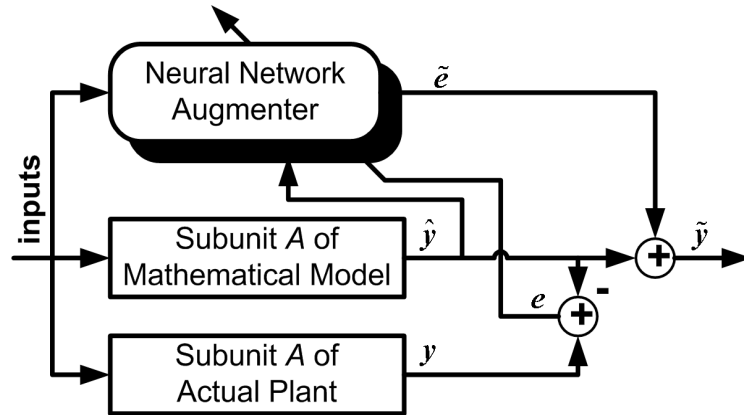 Neural Network
Augmenter
ẽ
inputs
Subunit A of
Mathematical Model
ŷ
ỹ
+
-
e
+
Subunit A of
Actual Plant
y